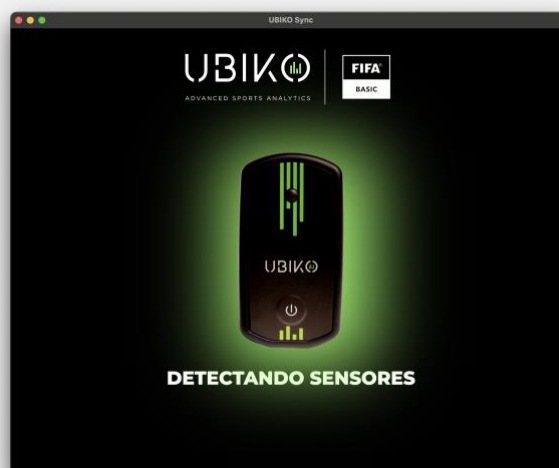 UBIKO Sync
UBIKO
ADVANCED SPORTS ANALYTICS
FIFA
BASIC
UBIKO
DETECTANDO SENSORES